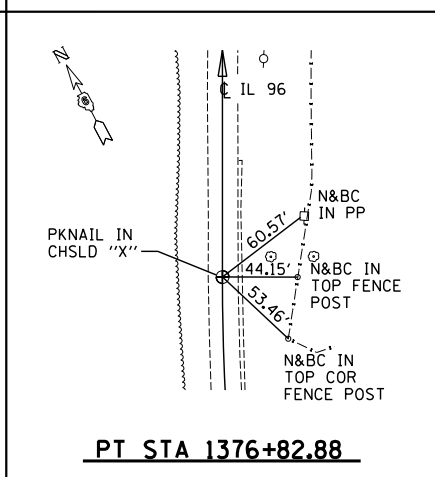 N
℄ IL 96
N&BC
IN PP
60.57'
PKNAIL IN
CHSLD "X"
44.15'
N&BC IN
TOP FENCE
POST
53.46'
N&BC IN
TOP COR
FENCE POST
PT STA 1376+82.88